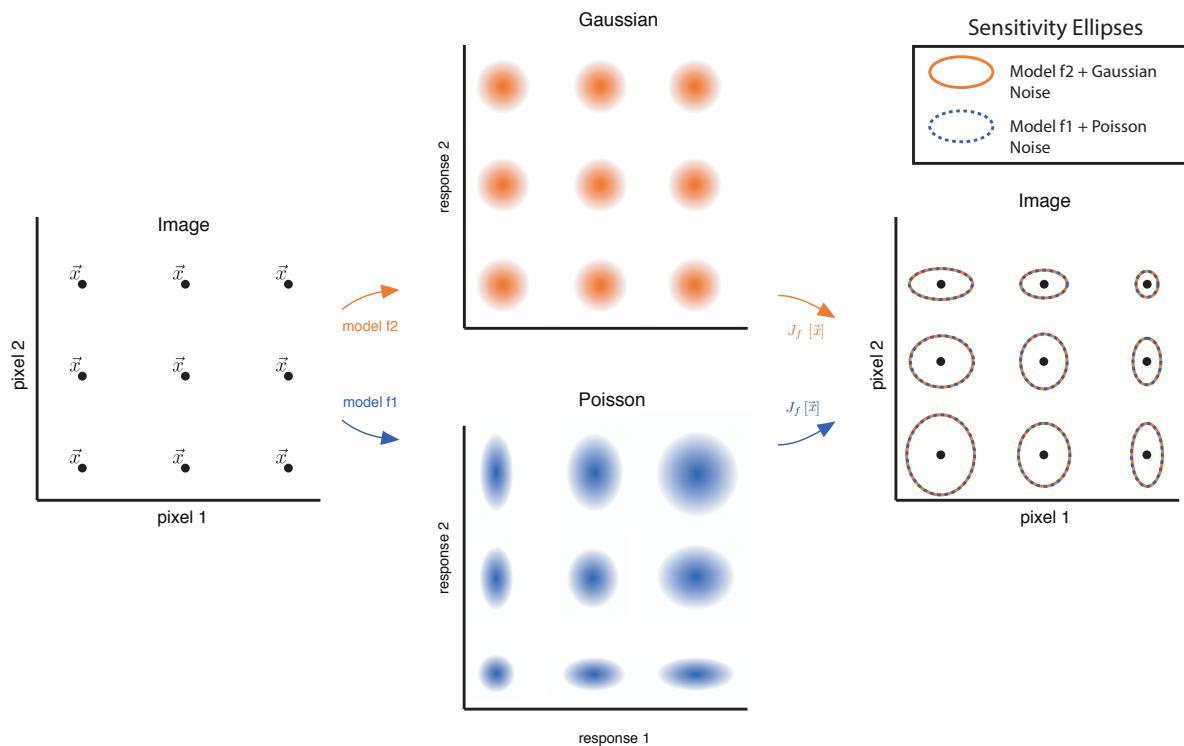 Gaussian
response 2
Sensitivity Ellipses
Model f2 + Gaussian
Noise
Model f1 + Poisson
Noise
Image
pixel 2
x⃗ x⃗ x⃗
x⃗ x⃗ x⃗
x⃗ x⃗ x⃗
pixel 1
model f2
model f1
Poisson
response 2
response 1
J_f [x⃗]
J_f [x⃗]
Image
pixel 2
pixel 1